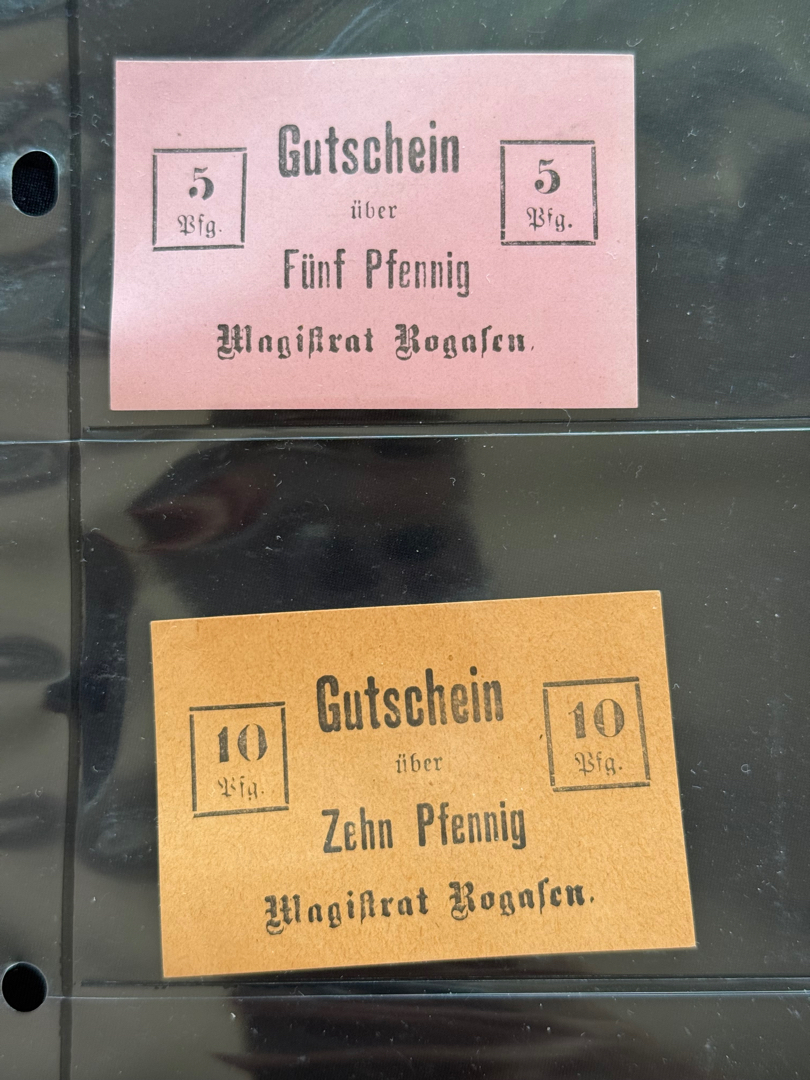 Gutschein
5 Pfg.
5 Pfg.
über
Fünf Pfennig
Magiſtrat Rogaſen.
Gutschein
10 Pfg.
10 Pfg.
über
Zehn Pfennig
Magiſtrat Rogaſen.